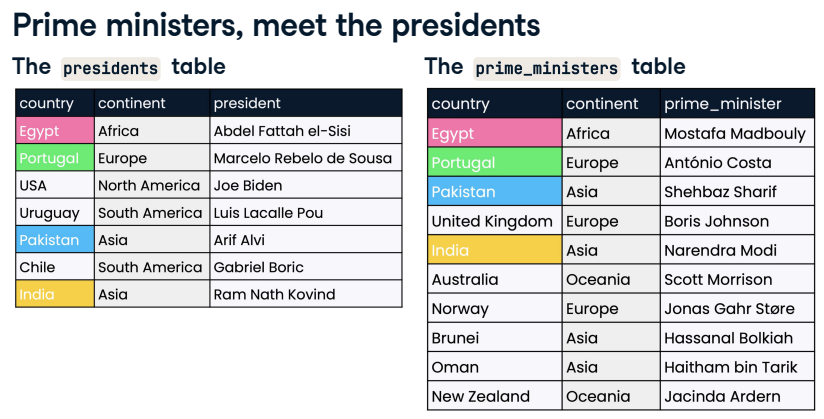 Prime ministers, meet the presidents
The presidents table
country continent president
Egypt Africa Abdel Fattah el-Sisi
Portugal Europe Marcelo Rebelo de Sousa
USA North America Joe Biden
Uruguay South America Luis Lacalle Pou
Pakistan Asia Arif Alvi
Chile South America Gabriel Boric
India Asia Ram Nath Kovind
The prime_ministers table
country continent prime_minister
Egypt Africa Mostafa Madbouly
Portugal Europe António Costa
Pakistan Asia Shehbaz Sharif
United Kingdom Europe Boris Johnson
India Asia Narendra Modi
Australia Oceania Scott Morrison
Norway Europe Jonas Gahr Støre
Brunei Asia Hassanal Bolkiah
Oman Asia Haitham bin Tarik
New Zealand Oceania Jacinda Ardern